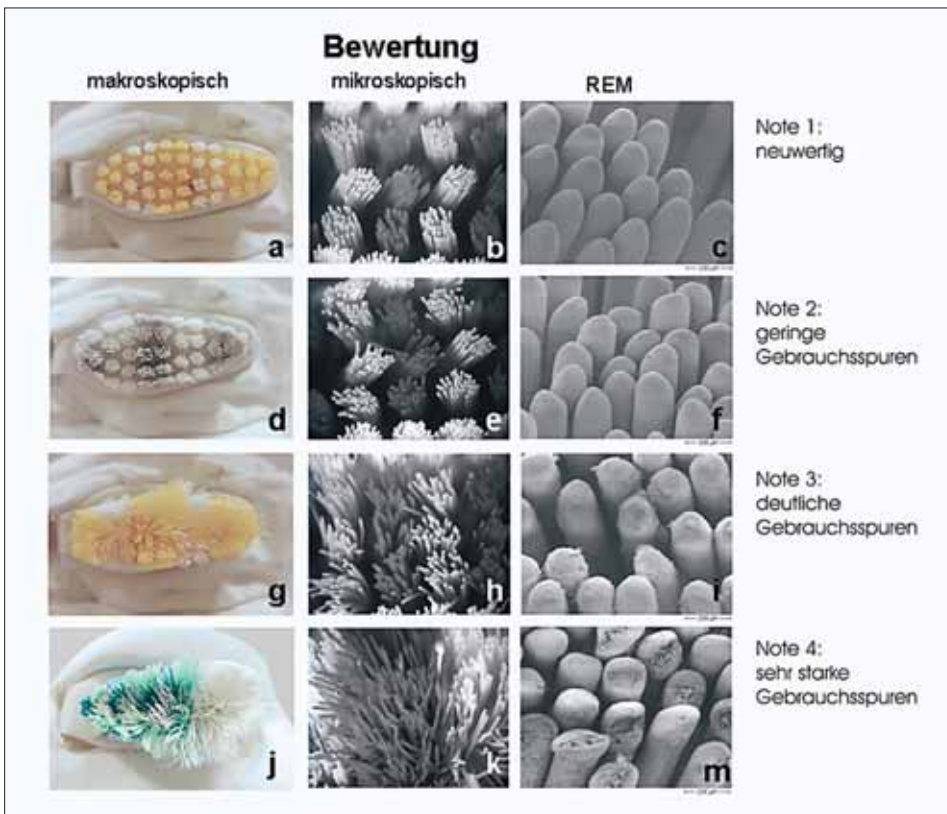 Bewertung
makroskopisch
mikroskopisch
REM
a
b
c
Note 1:
neuwertig
d
e
f
Note 2:
geringe
Gebrauchsspuren
g
h
i
Note 3:
deutliche
Gebrauchsspuren
j
k
m
Note 4:
sehr starke
Gebrauchsspuren